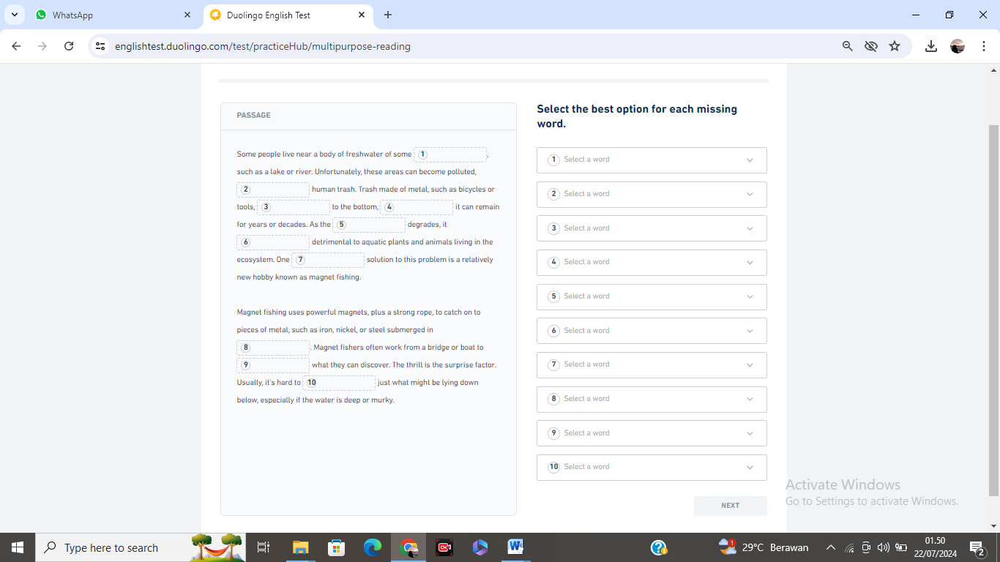 WhatsApp
Duolingo English Test
englishtest.duolingo.com/test/practiceHub/multipurpose-reading
PASSAGE
Some people live near a body of freshwater of some 1 ,
such as a lake or river. Unfortunately, these areas can become polluted,
2 human trash. Trash made of metal, such as bicycles or
tools, 3 to the bottom, 4 it can remain
for years or decades. As the 5 degrades, it
6 detrimental to aquatic plants and animals living in the
ecosystem. One 7 solution to this problem is a relatively
new hobby known as magnet fishing.
Magnet fishing uses powerful magnets, plus a strong rope, to catch on to
pieces of metal, such as iron, nickel, or steel submerged in
8 . Magnet fishers often work from a bridge or boat to
9 what they can discover. The thrill is the surprise factor.
Usually, it's hard to 10 just what might be lying down
below, especially if the water is deep or murky.
Select the best option for each missing
word.
1 Select a word
2 Select a word
3 Select a word
4 Select a word
5 Select a word
6 Select a word
7 Select a word
8 Select a word
9 Select a word
10 Select a word
NEXT
Activate Windows
Go to Settings to activate Windows.
Type here to search
29°C Berawan
01.50
22/07/2024